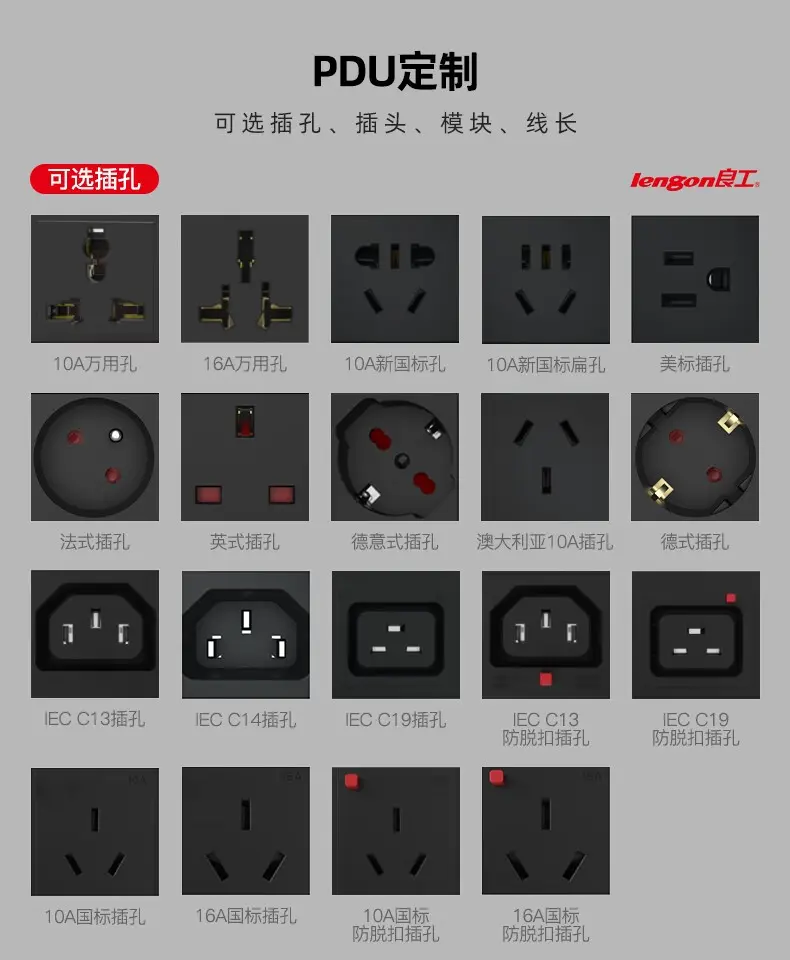 PDU定制
可选插孔、插头、模块、线长
可选插孔
lengon良工®
10A万用孔
16A万用孔
10A新国标孔
10A新国标扁孔
美标插孔
法式插孔
英式插孔
德意式插孔
澳大利亚10A插孔
德式插孔
IEC C13插孔
IEC C14插孔
IEC C19插孔
IEC C13
防脱扣插孔
IEC C19
防脱扣插孔
10A
16A
16A
10A国标插孔
16A国标插孔
10A国标
防脱扣插孔
16A国标
防脱扣插孔